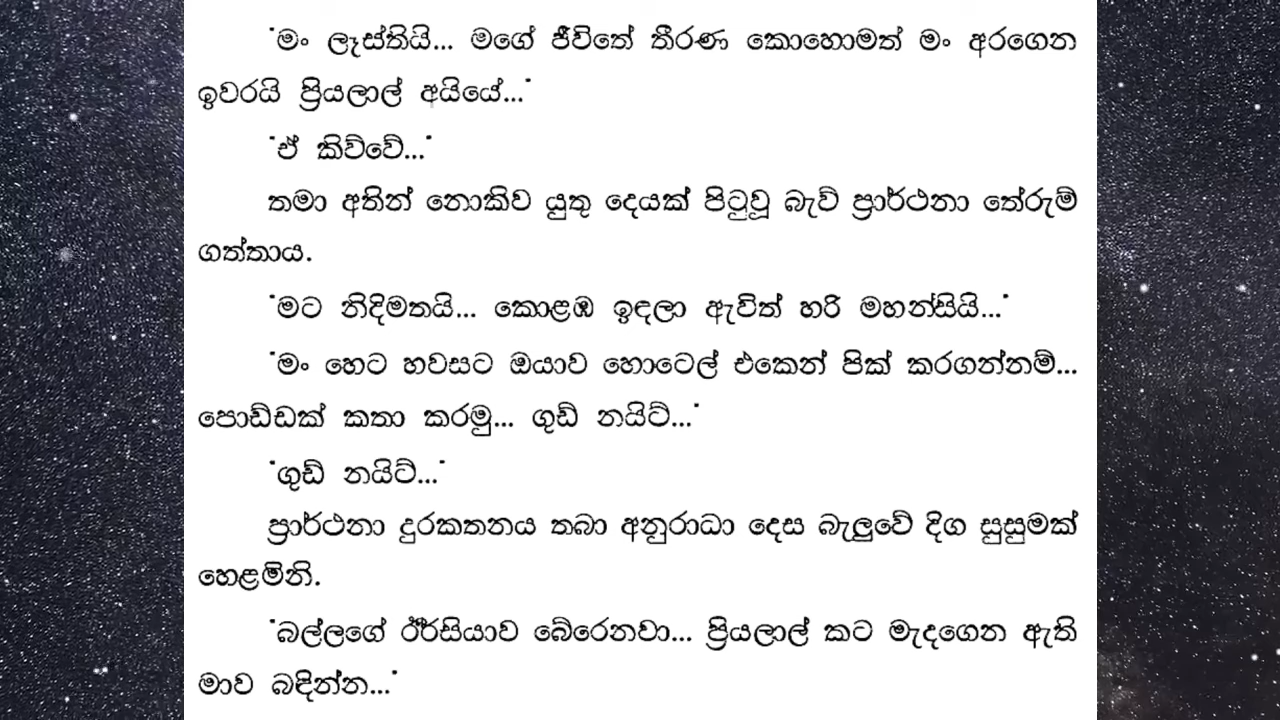 'මං ලෑස්තියි... මගේ ජීවිතේ තීරණ කොහොමත් මං අරගෙන
ඉවරයි ප්‍රියලාල් අයියේ...'
'ඒ කිව්වේ...'
තමා අතින් නොකිව යුතු දෙයක් පිටුවූ බැව් ප්‍රාර්ථනා තේරුම්
ගත්තාය.
'මට නිදිමතයි... කොළඹ ඉඳලා ඇවිත් හරි මහන්සියි...'
'මං හෙට හවසට ඔයාව හොටෙල් එකෙන් පික් කරගන්නම්...
පොඩ්ඩක් කතා කරමු... ගුඩ් නයිට්...'
'ගුඩ් නයිට්...'
ප්‍රාර්ථනා දුරකතනය තබා අනුරාධා දෙස බැලුවේ දිග සුසුමක්
හෙළමිනි.
'බල්ලගේ ඊර්සියාව බේරෙනවා... ප්‍රියලාල් කට මැදගෙන ඇති
මාව බඳින්න...'